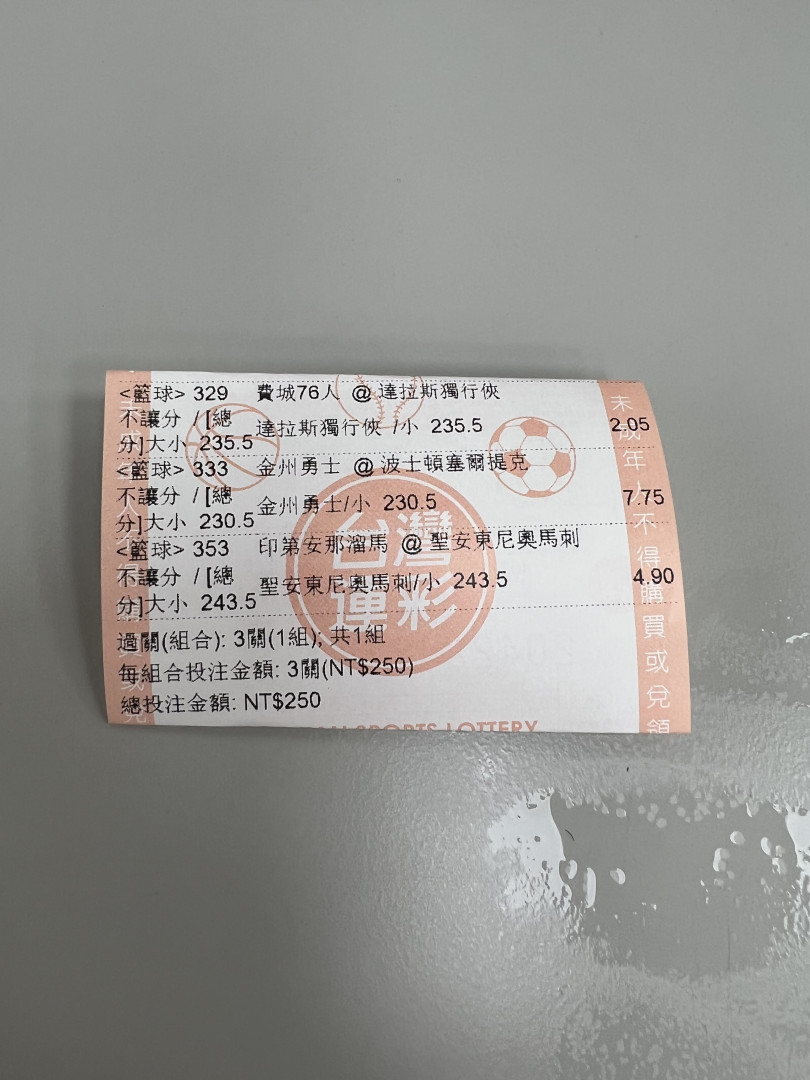 <籃球> 329 費城76人 @ 達拉斯獨行俠
不讓分 / [總 達拉斯獨行俠 /小 235.5 2.05
分]大小 235.5
<籃球> 333 金州勇士 @ 波士頓塞爾提克
不讓分 / [總 金州勇士/小 230.5 7.75
分]大小 230.5
<籃球> 353 印第安那溜馬 @ 聖安東尼奧馬刺
不讓分 / [總 聖安東尼奧馬刺/小 243.5 4.90
分]大小 243.5
過關(組合): 3關(1組); 共1組
每組合投注金額: 3關(NT$250)
總投注金額: NT$250
台灣
運彩
SPORTS LOTTERY
未成年人不得購買或兌領